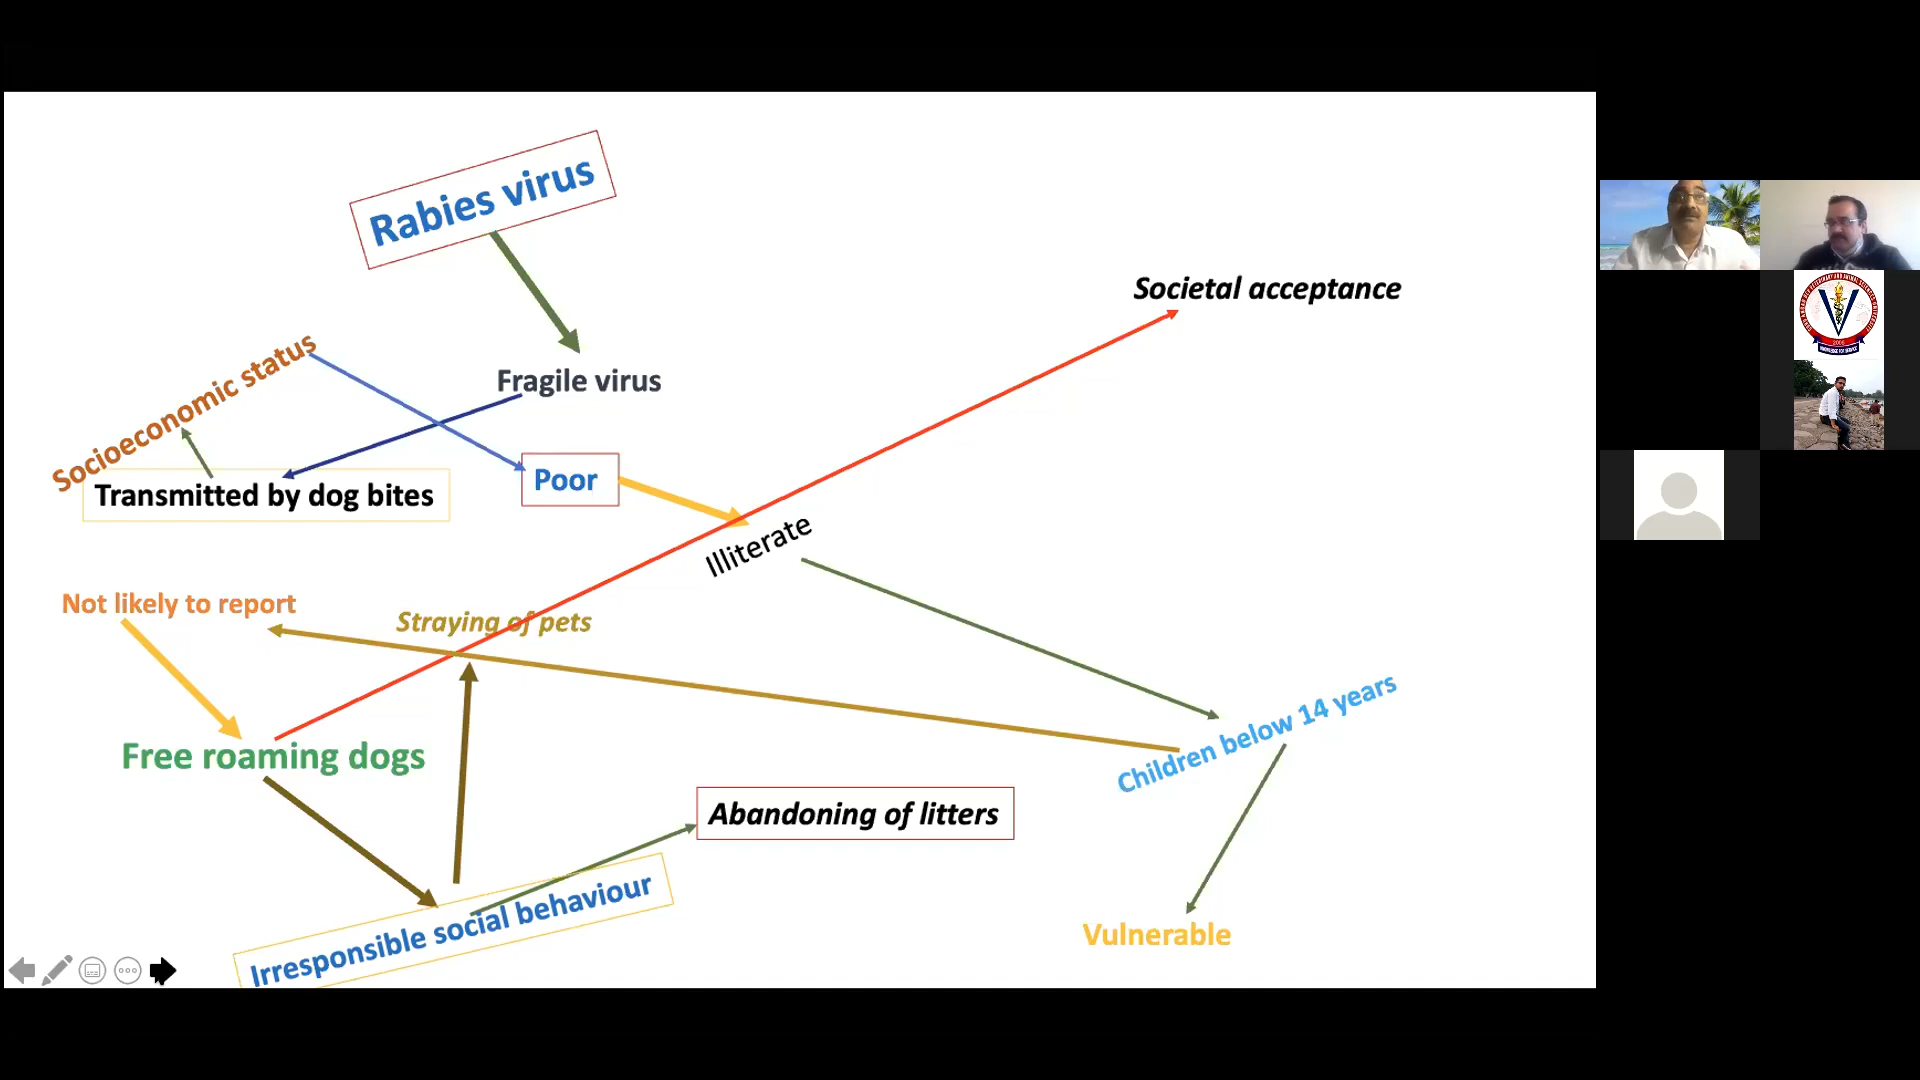 Rabies virus
Societal acceptance
Socioeconomic status
Fragile virus
Transmitted by dog bites
Poor
Illiterate
Not likely to report
Straying of pets
Children below 14 years
Free roaming dogs
Abandoning of litters
Irresponsible social behaviour
Vulnerable